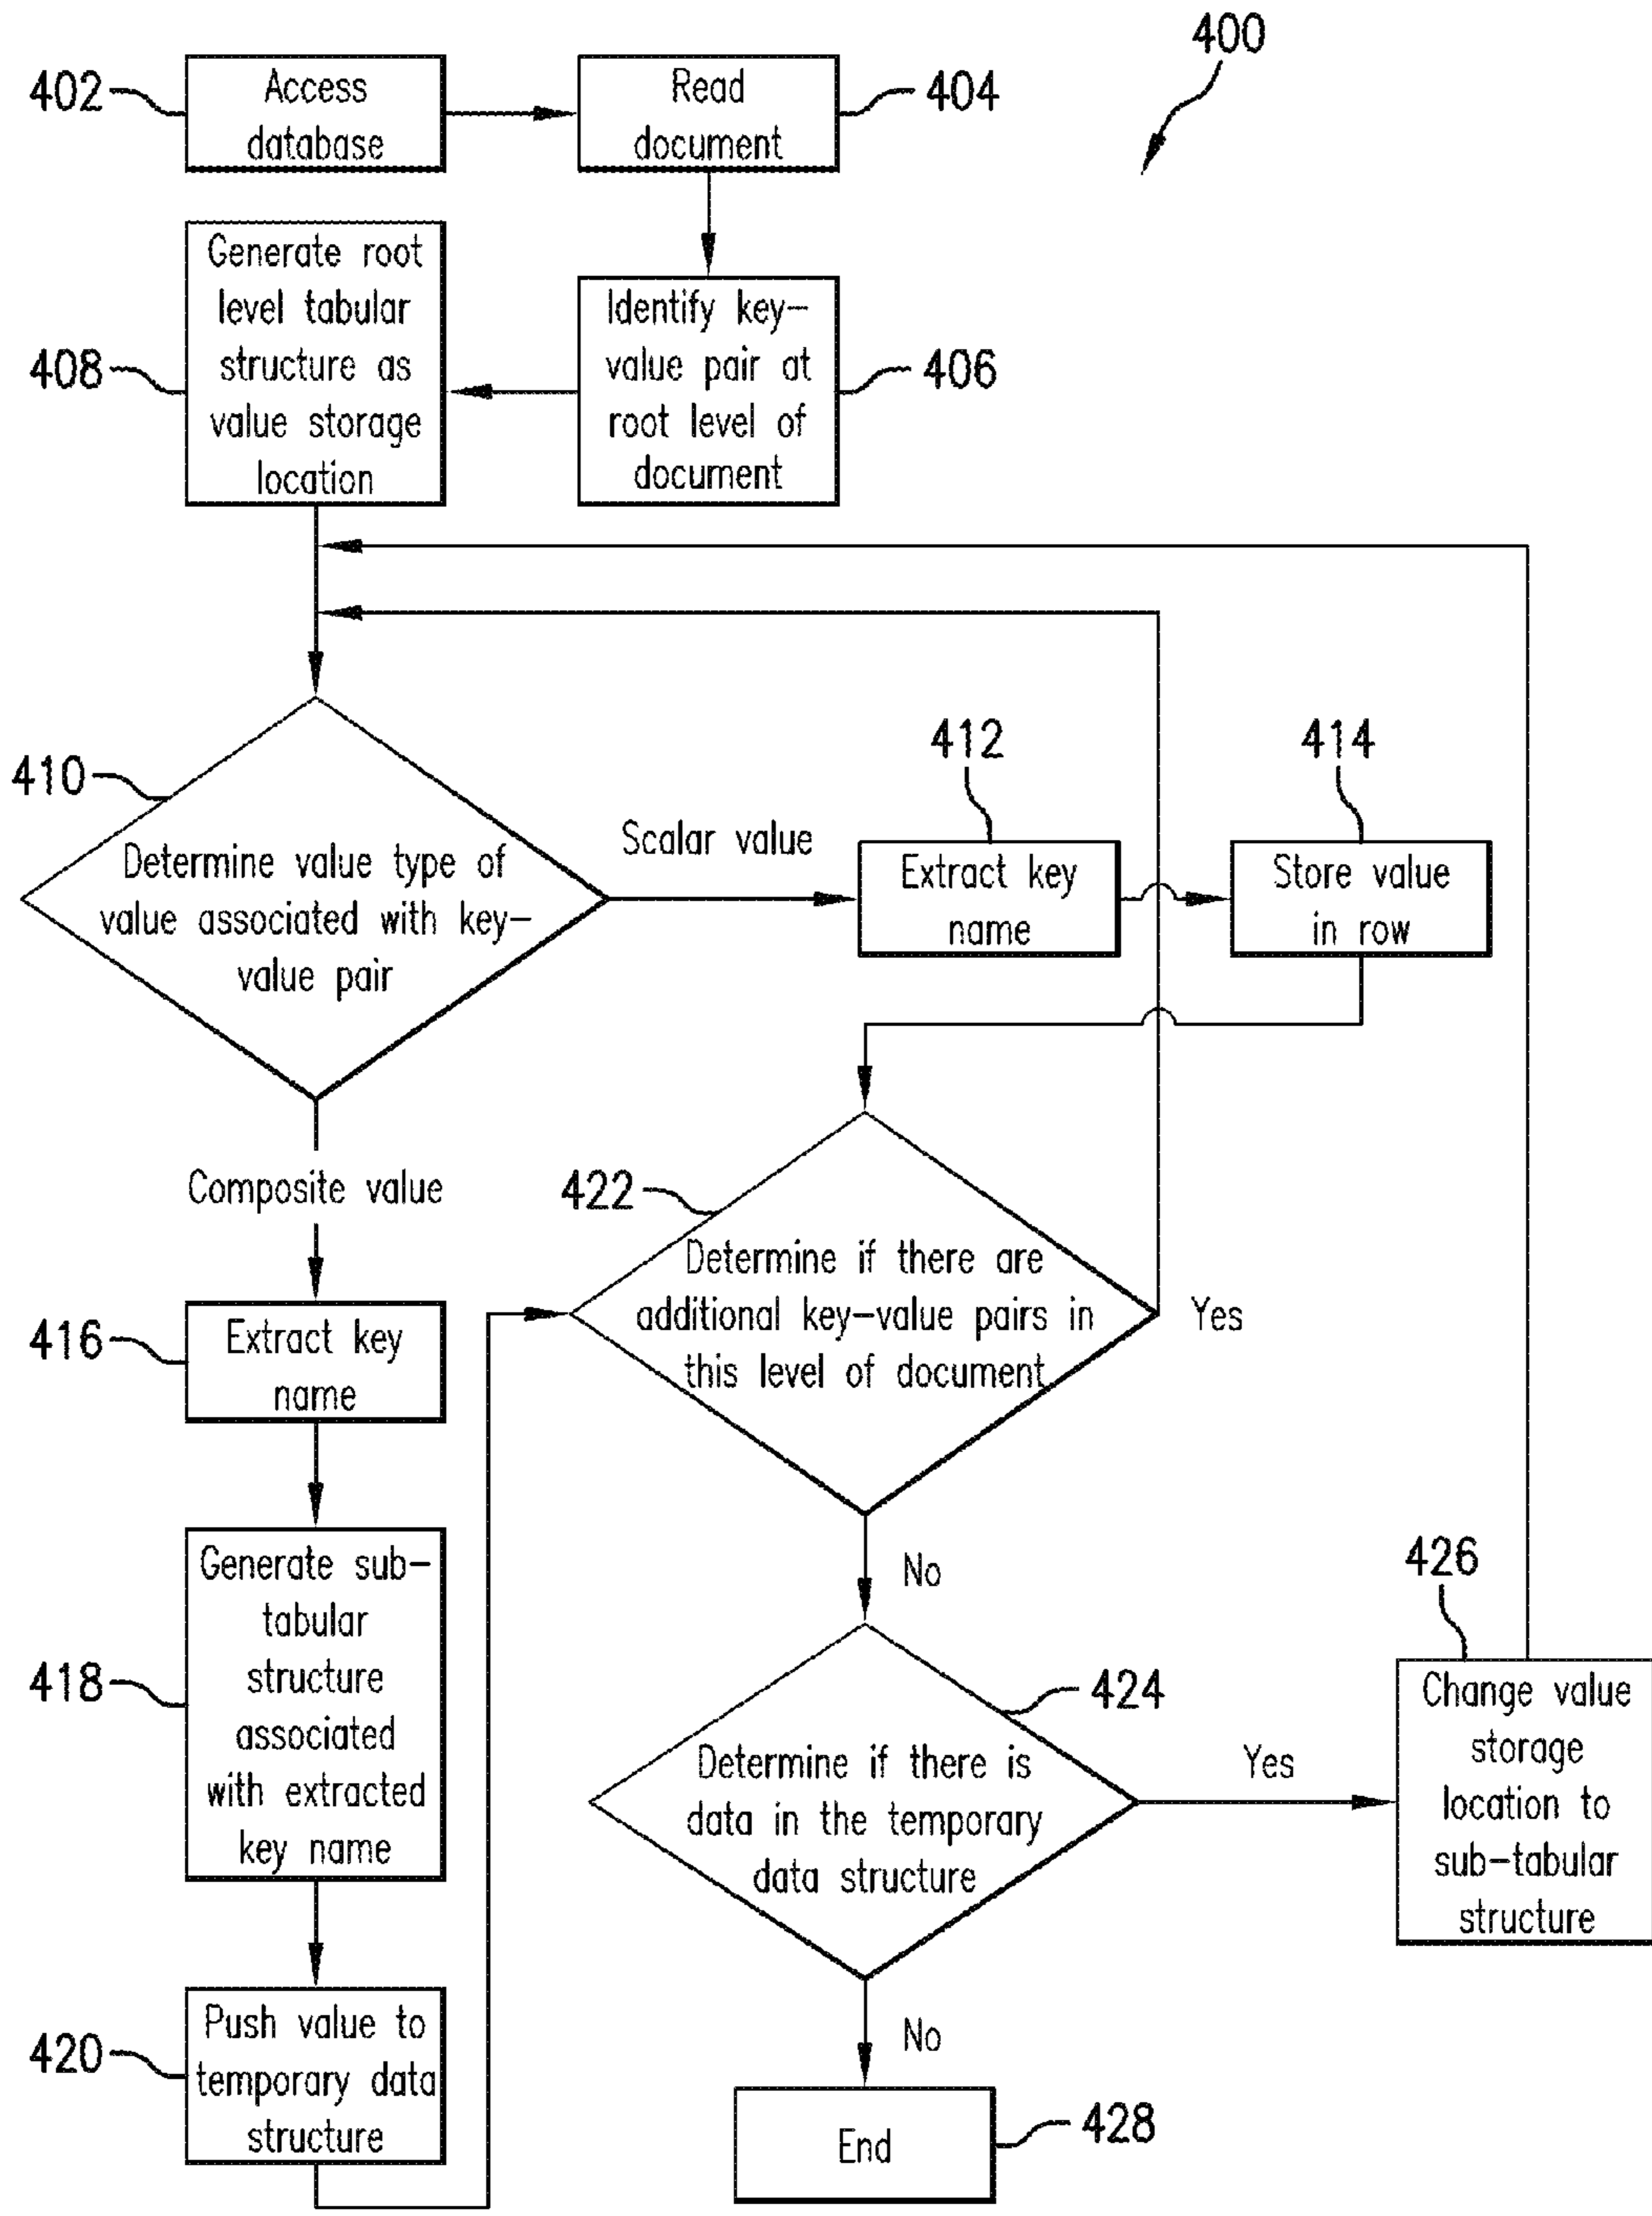 400
402
Access
database
Read
document
404
408
Generate root
level tabular
structure as
value storage
location
Identify key-
value pair at
root level of
document
406
410
Determine value type of
value associated with key-
value pair
Scalar value
412
Extract key
name
414
Store value
in row
Composite value
416
Extract key
name
418
Generate sub-
tabular
structure
associated
with extracted
key name
420
Push value to
temporary data
structure
422
Determine if there are
additional key-value pairs in
this level of document
Yes
No
424
Determine if there is
data in the temporary
data structure
Yes
426
Change value
storage
location to
sub-tabular
structure
No
End
428